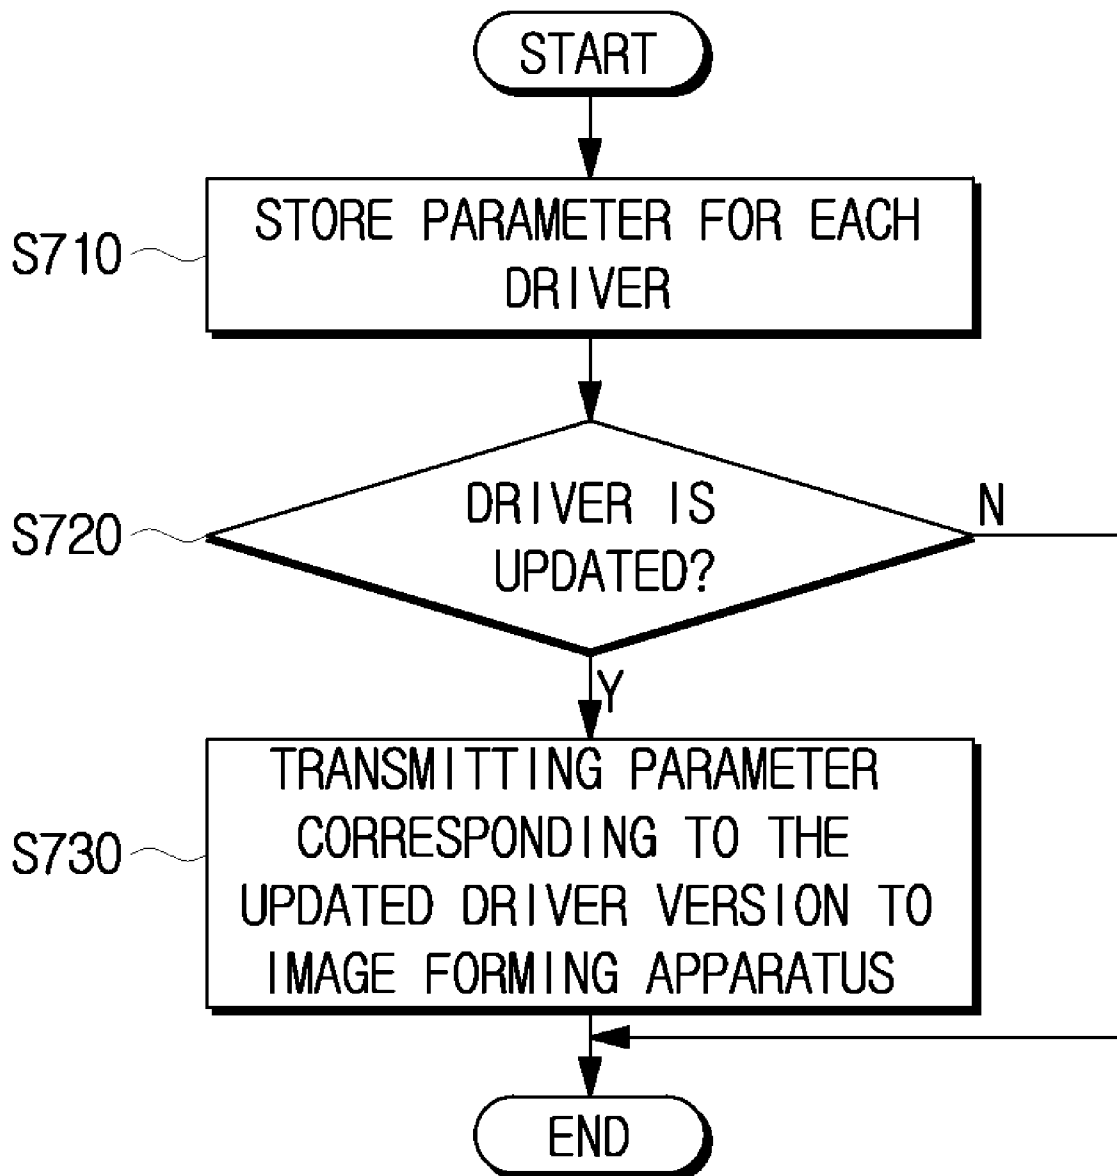 START
S710
STORE PARAMETER FOR EACH
DRIVER
S720
DRIVER IS
UPDATED?
N
Y
S730
TRANSMITTING PARAMETER
CORRESPONDING TO THE
UPDATED DRIVER VERSION TO
IMAGE FORMING APPARATUS
END